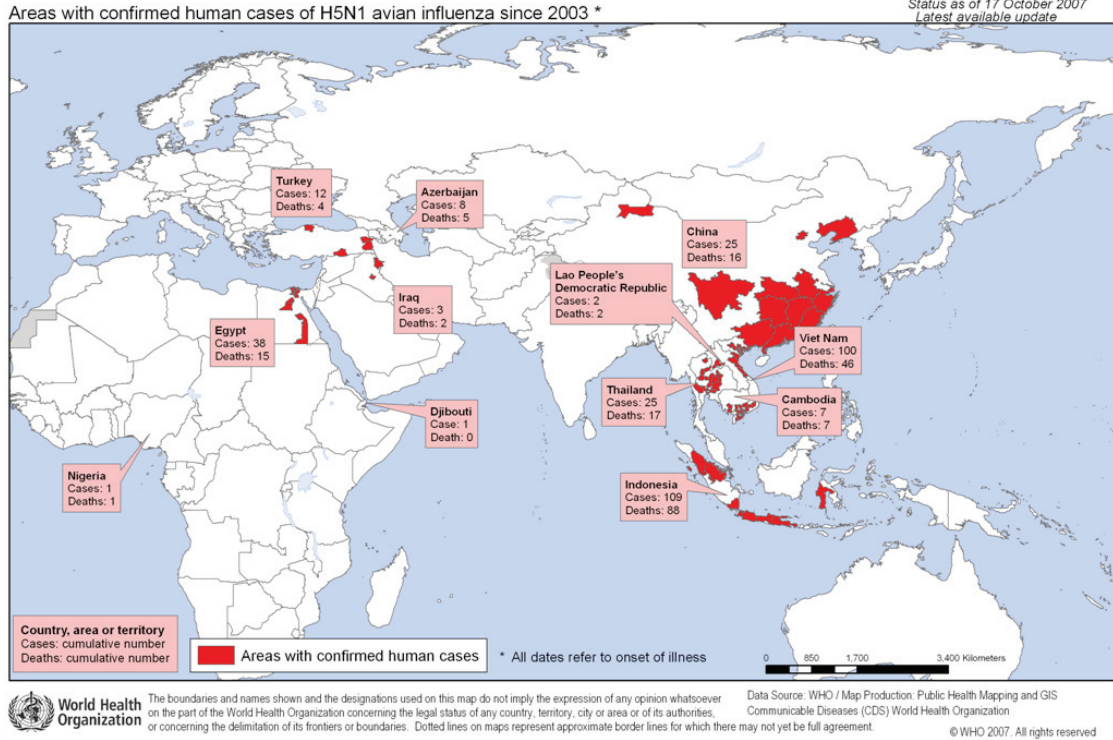 Areas with confirmed human cases of H5N1 avian influenza since 2003 *
Status as of 17 October 2007
Latest available update
Turkey
Cases: 12
Deaths: 4
Azerbaijan
Cases: 8
Deaths: 5
China
Cases: 25
Deaths: 16
Lao People's
Democratic Republic
Cases: 2
Deaths: 2
Iraq
Cases: 3
Deaths: 2
Egypt
Cases: 38
Deaths: 15
Viet Nam
Cases: 100
Deaths: 46
Thailand
Cases: 25
Deaths: 17
Cambodia
Cases: 7
Deaths: 7
Djibouti
Case: 1
Death: 0
Nigeria
Cases: 1
Deaths: 1
Indonesia
Cases: 109
Deaths: 88
Country, area or territory
Cases: cumulative number
Deaths: cumulative number
Areas with confirmed human cases
* All dates refer to onset of illness
0 850 1,700 3,400 Kilometers
World Health
Organization
The boundaries and names shown and the designations used on this map do not imply the expression of any opinion whatsoever
on the part of the World Health Organization concerning the legal status of any country, territory, city or area or of its authorities,
or concerning the delimitation of its frontiers or boundaries. Dotted lines on maps represent approximate border lines for which there may not yet be full agreement.
Data Source: WHO / Map Production: Public Health Mapping and GIS
Communicable Diseases (CDS) World Health Organization
© WHO 2007. All rights reserved